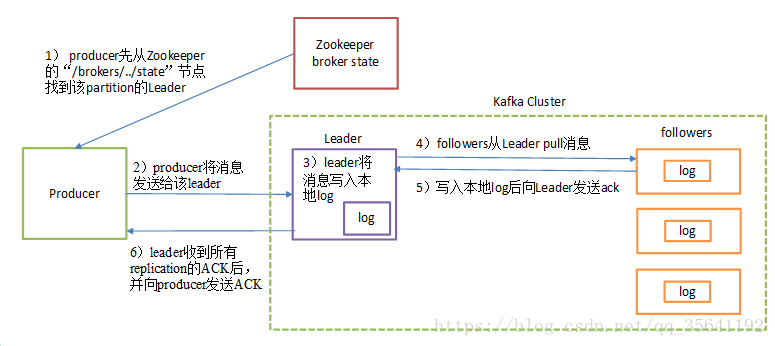 Zookeeper
broker state
1） producer先从Zookeeper
的“/brokers/../state”节点
找到该partition的Leader
Kafka Cluster
Producer
2）producer将消息
发送给该leader
Leader
3）leader将
消息写入本
地log
log
4）followers从Leader pull消息
5）写入本地log后向Leader发送ack
followers
log
log
log
6）leader收到所有
replication的ACK后，
并向producer发送ACK
https://blog.csdn.net/qq_35641192